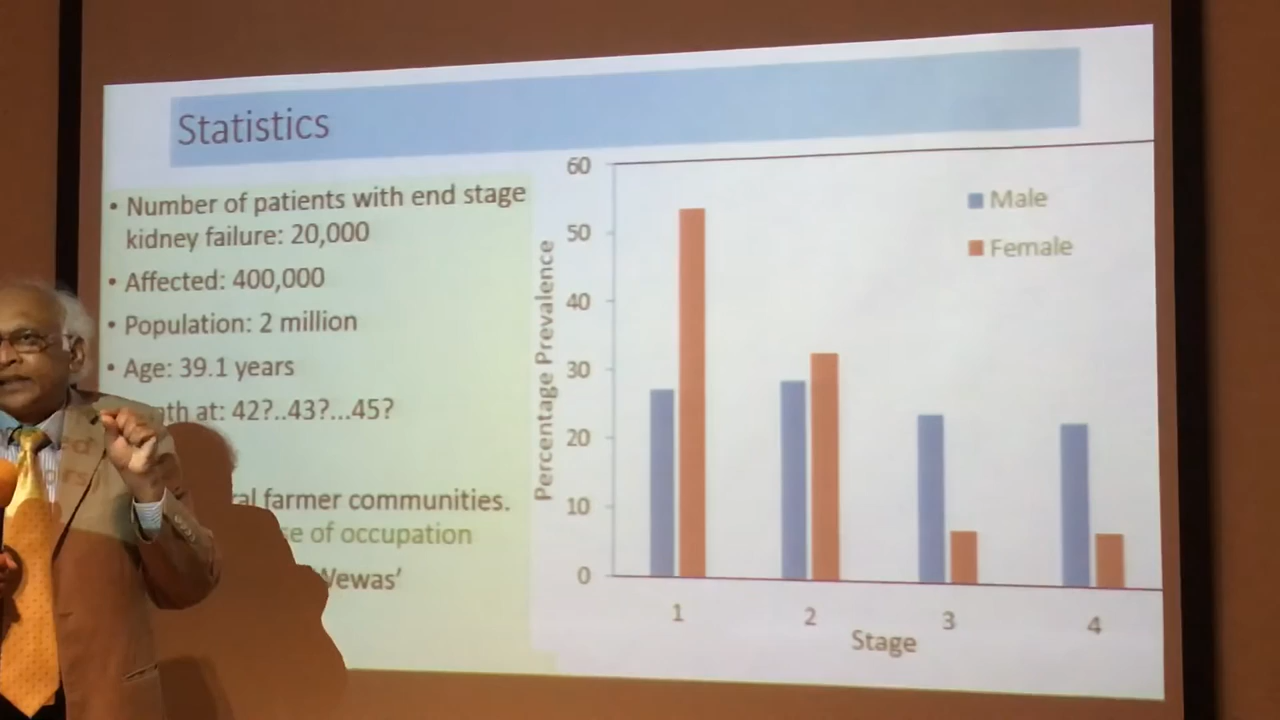 Statistics
• Number of patients with end stage
kidney failure: 20,000
• Affected: 400,000
• Population: 2 million
• Age: 39.1 years
at: 42?..43?...45?
farmer communities.
of occupation
Wewas’
60
50
40
30
20
10
0
Percentage Prevalence
Male
Female
1 2 3 4
Stage